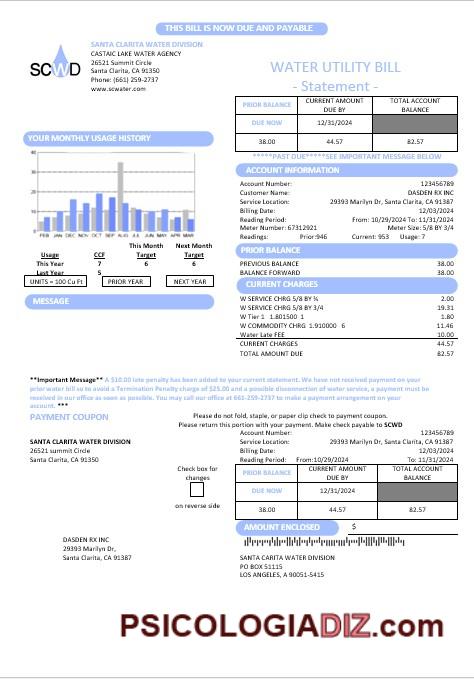 THIS BILL IS NOW DUE AND PAYABLE
SCWD
SANTA CLARITA WATER DIVISION
CASTAIC LAKE WATER AGENCY
26521 Summit Circle
Santa Clarita, CA 91350
Phone: (661) 259-2737
www.scwater.com
WATER UTILITY BILL
- Statement -
PRIOR BALANCE CURRENT AMOUNT DUE BY TOTAL ACCOUNT BALANCE
DUE NOW 12/31/2024
38.00 44.57 82.57
*****PAST DUE*****SEE IMPORTANT MESSAGE BELOW
YOUR MONTHLY USAGE HISTORY
40
30
20
10
0
FEB JAN DEC NOV OCT SEP AUG JUL JUN MAY APR MAR
This Month Next Month
Usage CCF Target Target
This Year 7 6 6
Last Year 5
UNITS = 100 Cu Ft PRIOR YEAR NEXT YEAR
MESSAGE
ACCOUNT INFORMATION
Account Number: 123456789
Customer Name: DASDEN RX INC
Service Location: 29393 Marilyn Dr, Santa Clarita, CA 91387
Billing Date: 12/03/2024
Reading Period: From: 10/29/2024 To: 11/31/2024
Meter Number: 67312921 Meter Size: 5/8 BY 3/4
Readings: Prior:946 Current: 953 Usage: 7
PRIOR BALANCE
PREVIOUS BALANCE 38.00
BALANCE FORWARD 38.00
CURRENT CHARGES
W SERVICE CHRG 5/8 BY ¾ 2.00
W SERVICE CHRG 5/8 BY 3/4 19.31
W Tier 1 1.801500 1 1.80
W COMMODITY CHRG 1.910000 6 11.46
Water Late FEE 10.00
CURRENT CHARGES 44.57
TOTAL AMOUNT DUE 82.57
**Important Message** A $10.00 late penalty has been added to your current statement. We have not received payment on your
prior water bill so to avoid a Termination Penalty charge of $25.00 and a possible disconnection of water service, a payment must be
received in our office as soon as possible. You may call our office at 661-259-2737 to make a payment arrangement on your
account. ***
PAYMENT COUPON
Please do not fold, staple, or paper clip check to payment coupons.
Please return this portion with your payment. Make check payable to SCWD
SANTA CLARITA WATER DIVISION
26521 summit Circle
Santa Clarita, CA 91350
Account Number: 123456789
Service Location: 29393 Marilyn Dr, Santa Clarita, CA 91387
Billing Date: 12/03/2024
Reading Period: From:10/29/2024 To: 11/31/2024
Check box for changes
on reverse side
PRIOR BALANCE CURRENT AMOUNT DUE BY TOTAL ACCOUNT BALANCE
DUE NOW 12/31/2024
38.00 44.57 82.57
AMOUNT ENCLOSED $
DASDEN RX INC
29393 Marilyn Dr,
Santa Clarita, CA 91387
SANTA CARITA WATER DIVISION
PO BOX 51115
LOS ANGELES, A 90051-5415
PSICOLOGIADIZ.com